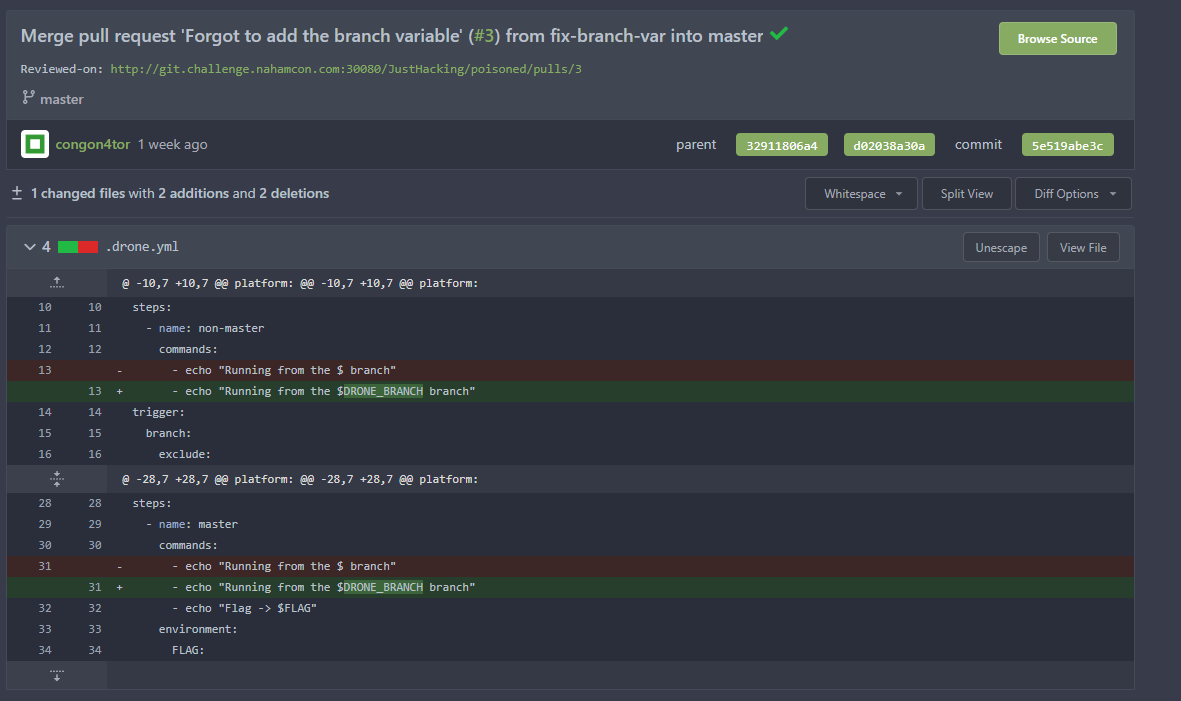 Merge pull request 'Forgot to add the branch variable' (#3) from fix-branch-var into master
Browse Source
Reviewed-on: http://git.challenge.nahamcon.com:30080/JustHacking/poisoned/pulls/3
master
congon4tor 1 week ago parent 32911806a4 d02038a30a commit 5e519abe3c
1 changed files with 2 additions and 2 deletions Whitespace Split View Diff Options
4 .drone.yml Unescape View File
@ -10,7 +10,7 @@ platform: @@ -10,7 +10,7 @@ platform:
10 10 steps:
11 11 - name: non-master
12 12 commands:
13 - - echo "Running from the $ branch"
13 + - echo "Running from the $DRONE_BRANCH branch"
14 14 trigger:
15 15 branch:
16 16 exclude:
@ -28,7 +28,7 @@ platform: @@ -28,7 +28,7 @@ platform:
28 28 steps:
29 29 - name: master
30 30 commands:
31 - - echo "Running from the $ branch"
31 + - echo "Running from the $DRONE_BRANCH branch"
32 32 - echo "Flag -> $FLAG"
33 33 environment:
34 34 FLAG: